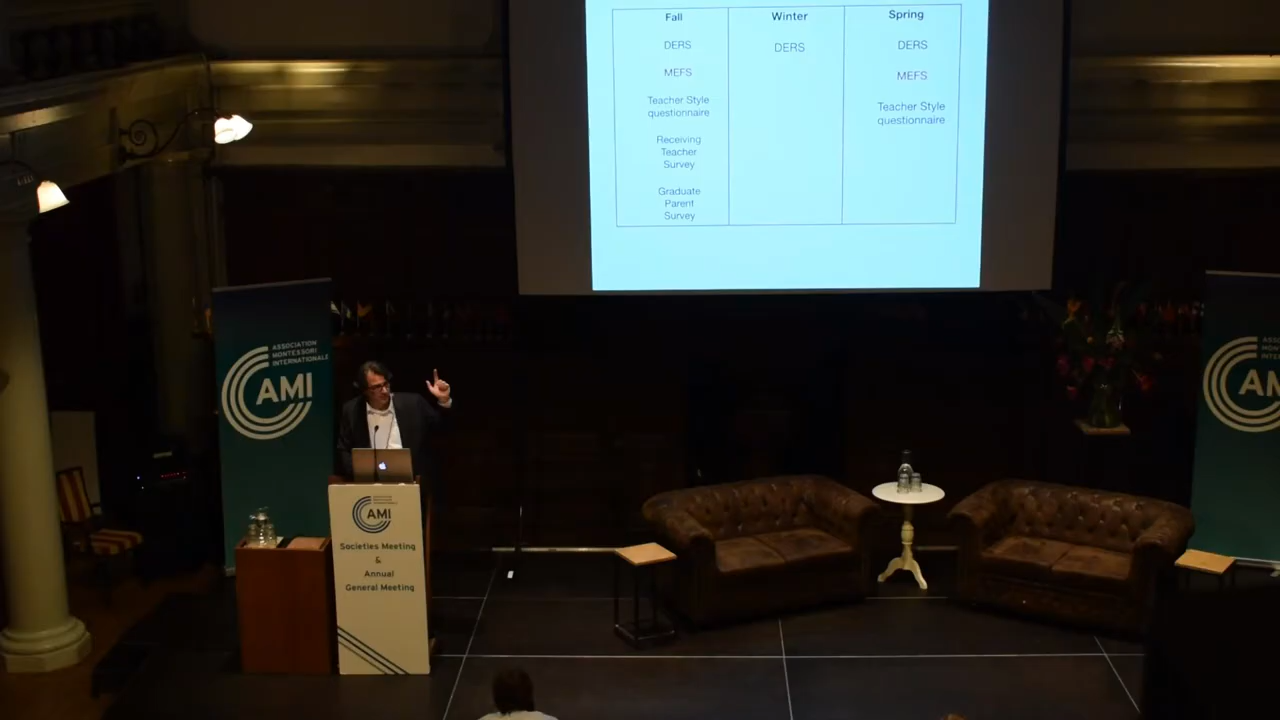 Fall
DERS
MEFS
Teacher Style
questionnaire
Receiving
Teacher
Survey
Graduate
Parent
Survey
Winter
DERS
Spring
DERS
MEFS
Teacher Style
questionnaire
ASSOCIATION
MONTESSORI
INTERNATIONALE
AMI
AMI
Societies Meeting
&
Annual
General Meeting